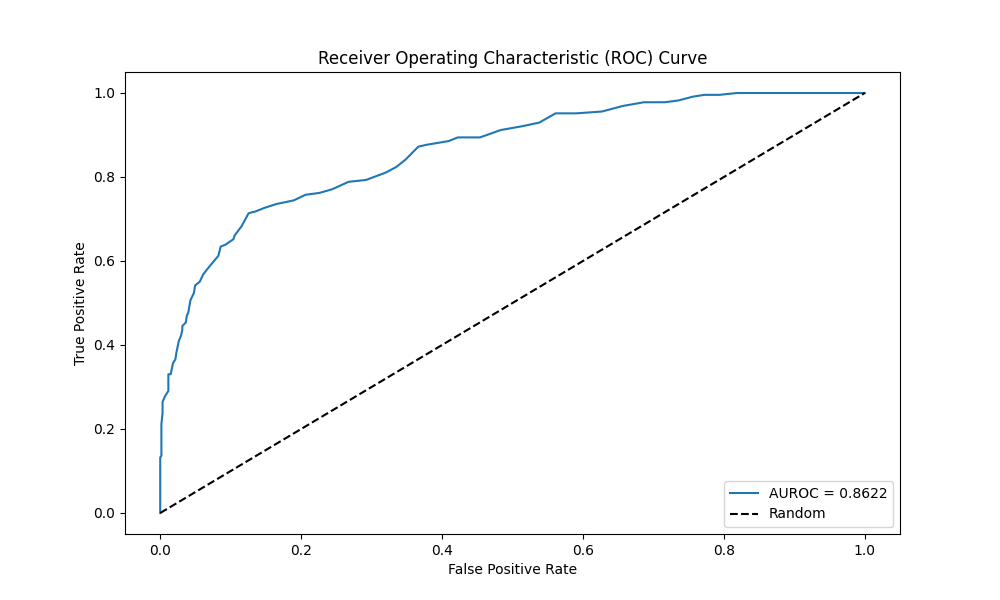 Receiver Operating Characteristic (ROC) Curve
True Positive Rate
1.0
0.8
0.6
0.4
0.2
0.0
0.0 0.2 0.4 0.6 0.8 1.0
False Positive Rate
AUROC = 0.8622
Random